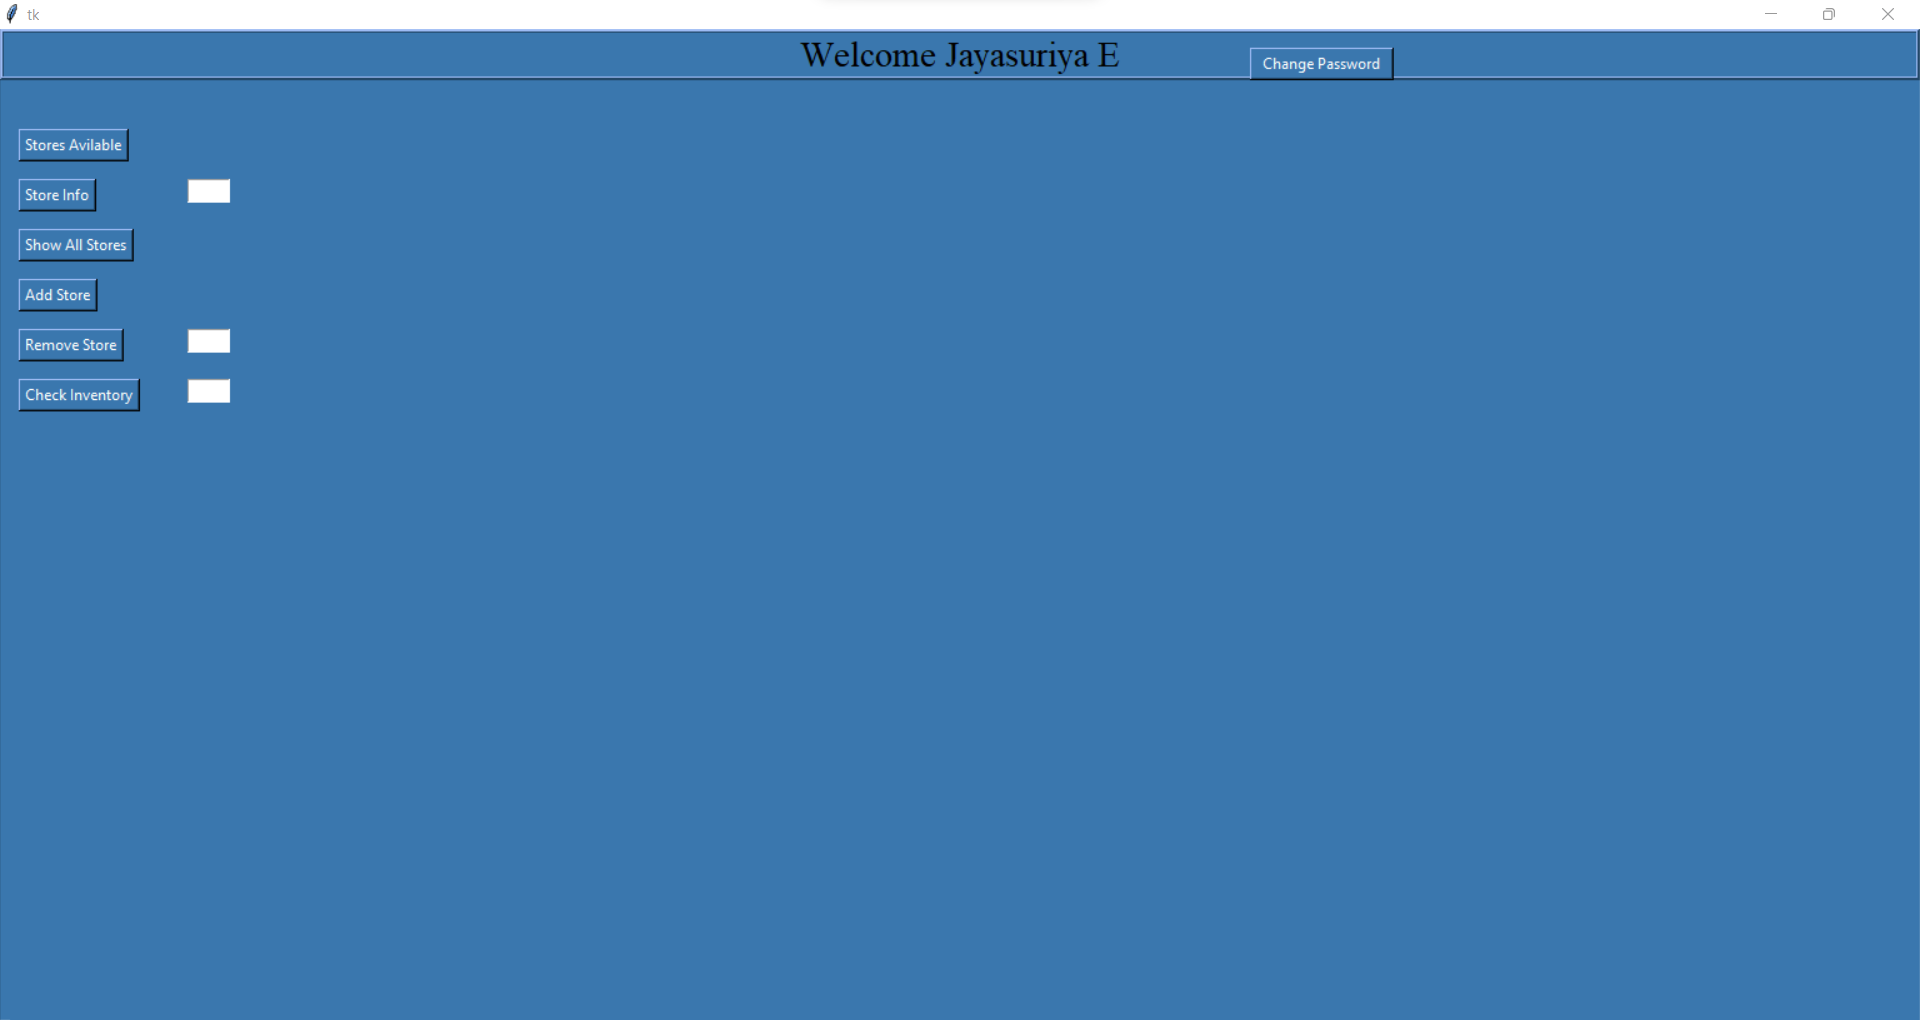 tk
Welcome Jayasuriya E
Change Password
Stores Avilable
Store Info
Show All Stores
Add Store
Remove Store
Check Inventory